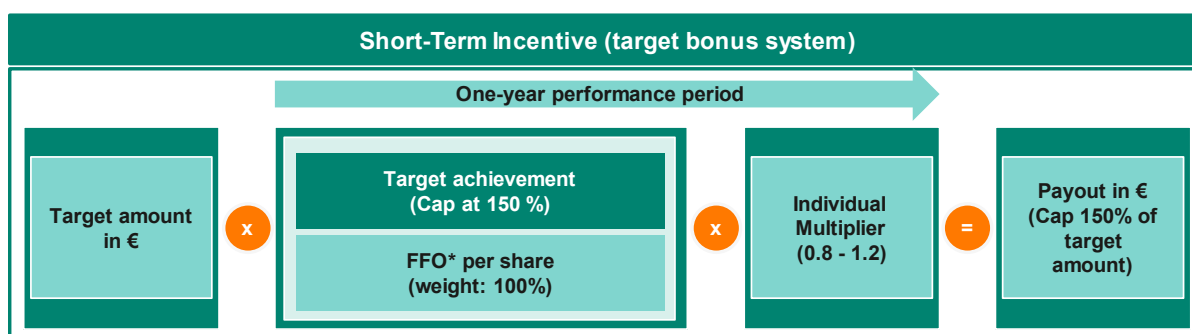 Short-Term Incentive (target bonus system)
One-year performance period
Target amount
in €
x
Target achievement
(Cap at 150 %)
FFO* per share
(weight: 100%)
x
Individual
Multiplier
(0.8 - 1.2)
=
Payout in €
(Cap 150% of
target
amount)